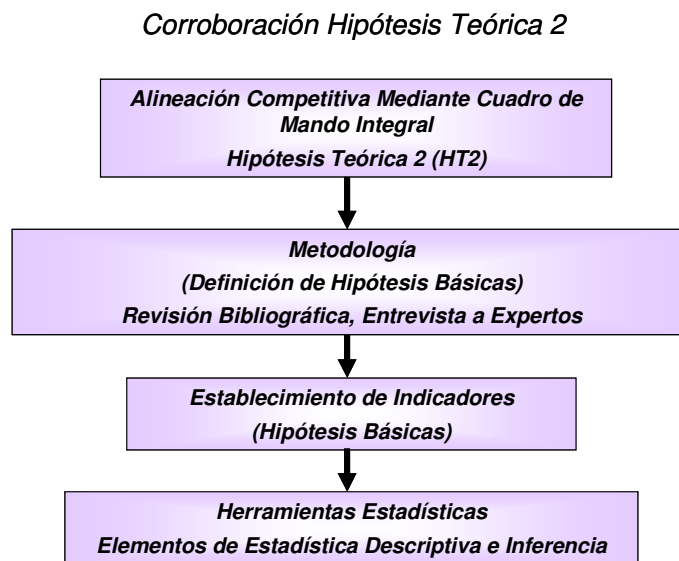 Corroboración Hipótesis Teórica 2
Alineación Competitiva Mediante Cuadro de
Mando Integral
Hipótesis Teórica 2 (HT2)
Metodología
(Definición de Hipótesis Básicas)
Revisión Bibliográfica, Entrevista a Expertos
Establecimiento de Indicadores
(Hipótesis Básicas)
Herramientas Estadísticas
Elementos de Estadística Descriptiva e Inferencia